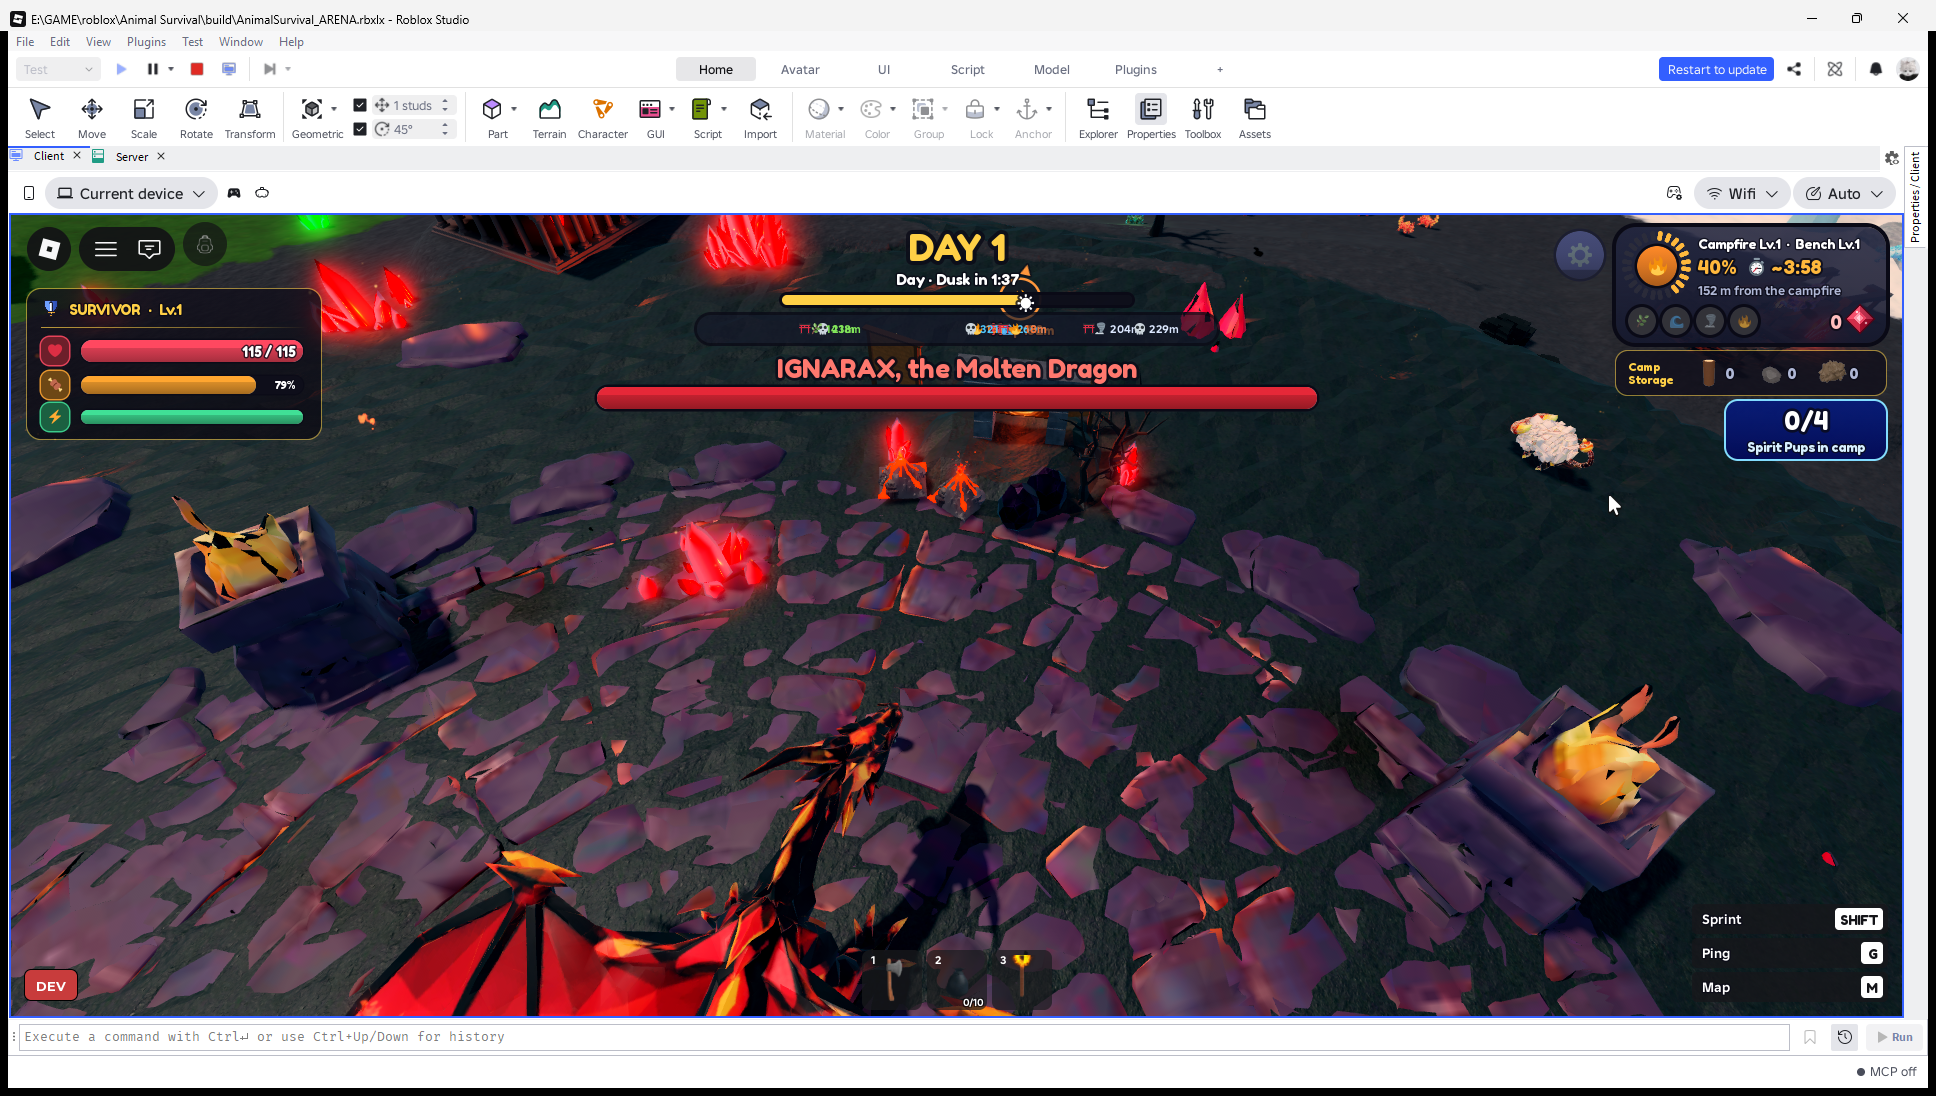 E:\GAME\roblox\Animal Survival\build\AnimalSurvival_ARENA.rbxlx - Roblox Studio
File Edit View Plugins Test Window Help
Test
Home Avatar UI Script Model Plugins +
Restart to update
Select Move Scale Rotate Transform Geometric
1 studs
45°
Part Terrain Character GUI Script Import
Material Color Group Lock Anchor
Explorer Properties Toolbox Assets
Client Server
Current device
Wifi Auto
Properties / Client
DAY 1
Day · Dusk in 1:37
204m 229m
IGNARAX, the Molten Dragon
SURVIVOR · Lv.1
115 / 115
79%
Campfire Lv.1 · Bench Lv.1
40% ~3:58
152 m from the campfire
0
Camp Storage
0 0 0
0/4
Spirit Pups in camp
Sprint SHIFT
Ping G
Map M
DEV
1 2 3
0/10
Execute a command with Ctrl↵ or use Ctrl+Up/Down for history
Run
MCP off